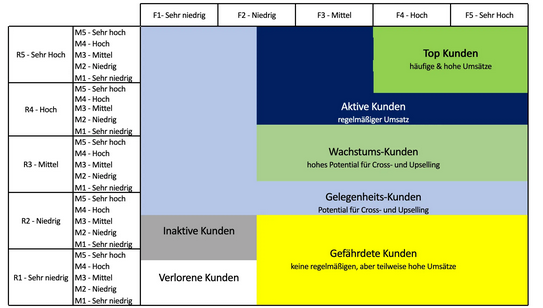 F1- Sehr niedrig F2 - Niedrig F3 - Mittel F4 - Hoch F5 - Sehr Hoch
R5 - Sehr Hoch
M5 - Sehr hoch
M4 - Hoch
M3 - Mittel
M2 - Niedrig
M1 - Sehr niedrig
Top Kunden
häufige & hohe Umsätze
R4 - Hoch
M5 - Sehr hoch
M4 - Hoch
M3 - Mittel
M2 - Niedrig
M1 - Sehr niedrig
Aktive Kunden
regelmäßiger Umsatz
R3 - Mittel
M5 - Sehr hoch
M4 - Hoch
M3 - Mittel
M2 - Niedrig
M1 - Sehr niedrig
Wachstums-Kunden
hohes Potential für Cross- und Upselling
R2 - Niedrig
M5 - Sehr hoch
M4 - Hoch
M3 - Mittel
M2 - Niedrig
M1 - Sehr niedrig
Gelegenheits-Kunden
Potential für Cross- und Upselling
Inaktive Kunden
R1 - Sehr niedrig
M5 - Sehr hoch
M4 - Hoch
M3 - Mittel
M2 - Niedrig
M1 - Sehr niedrig
Verlorene Kunden
Gefährdete Kunden
keine regelmäßigen, aber teilweise hohe Umsätze